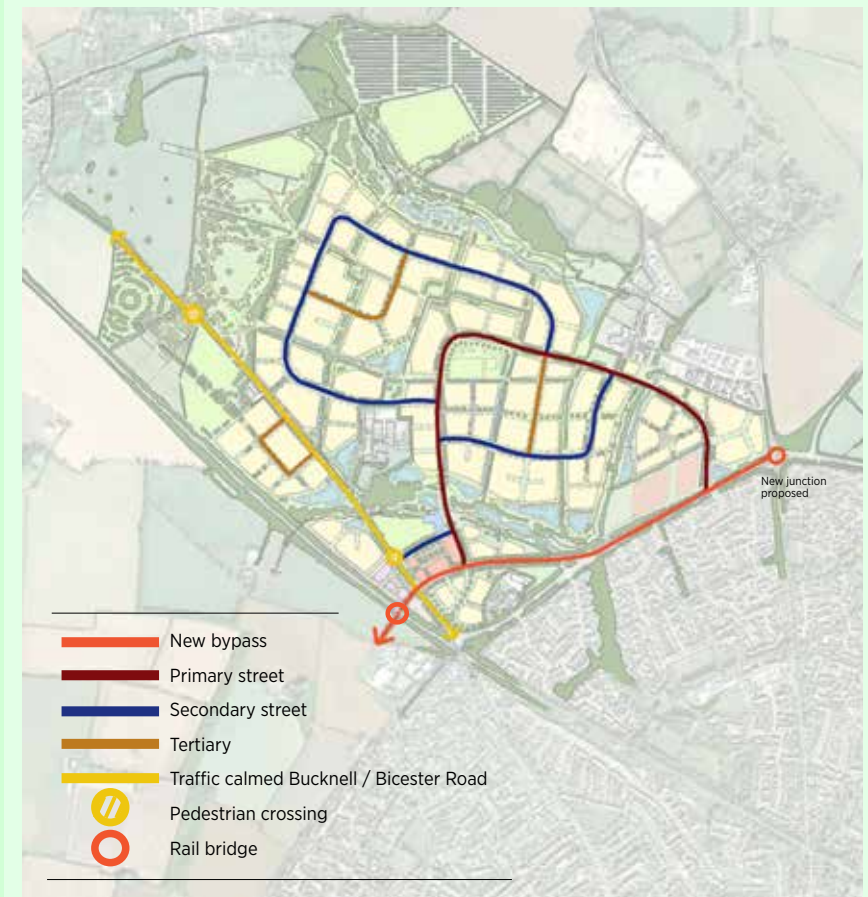 New junction
proposed
New bypass
Primary street
Secondary street
Tertiary
Traffic calmed Bucknell / Bicester Road
Pedestrian crossing
Rail bridge